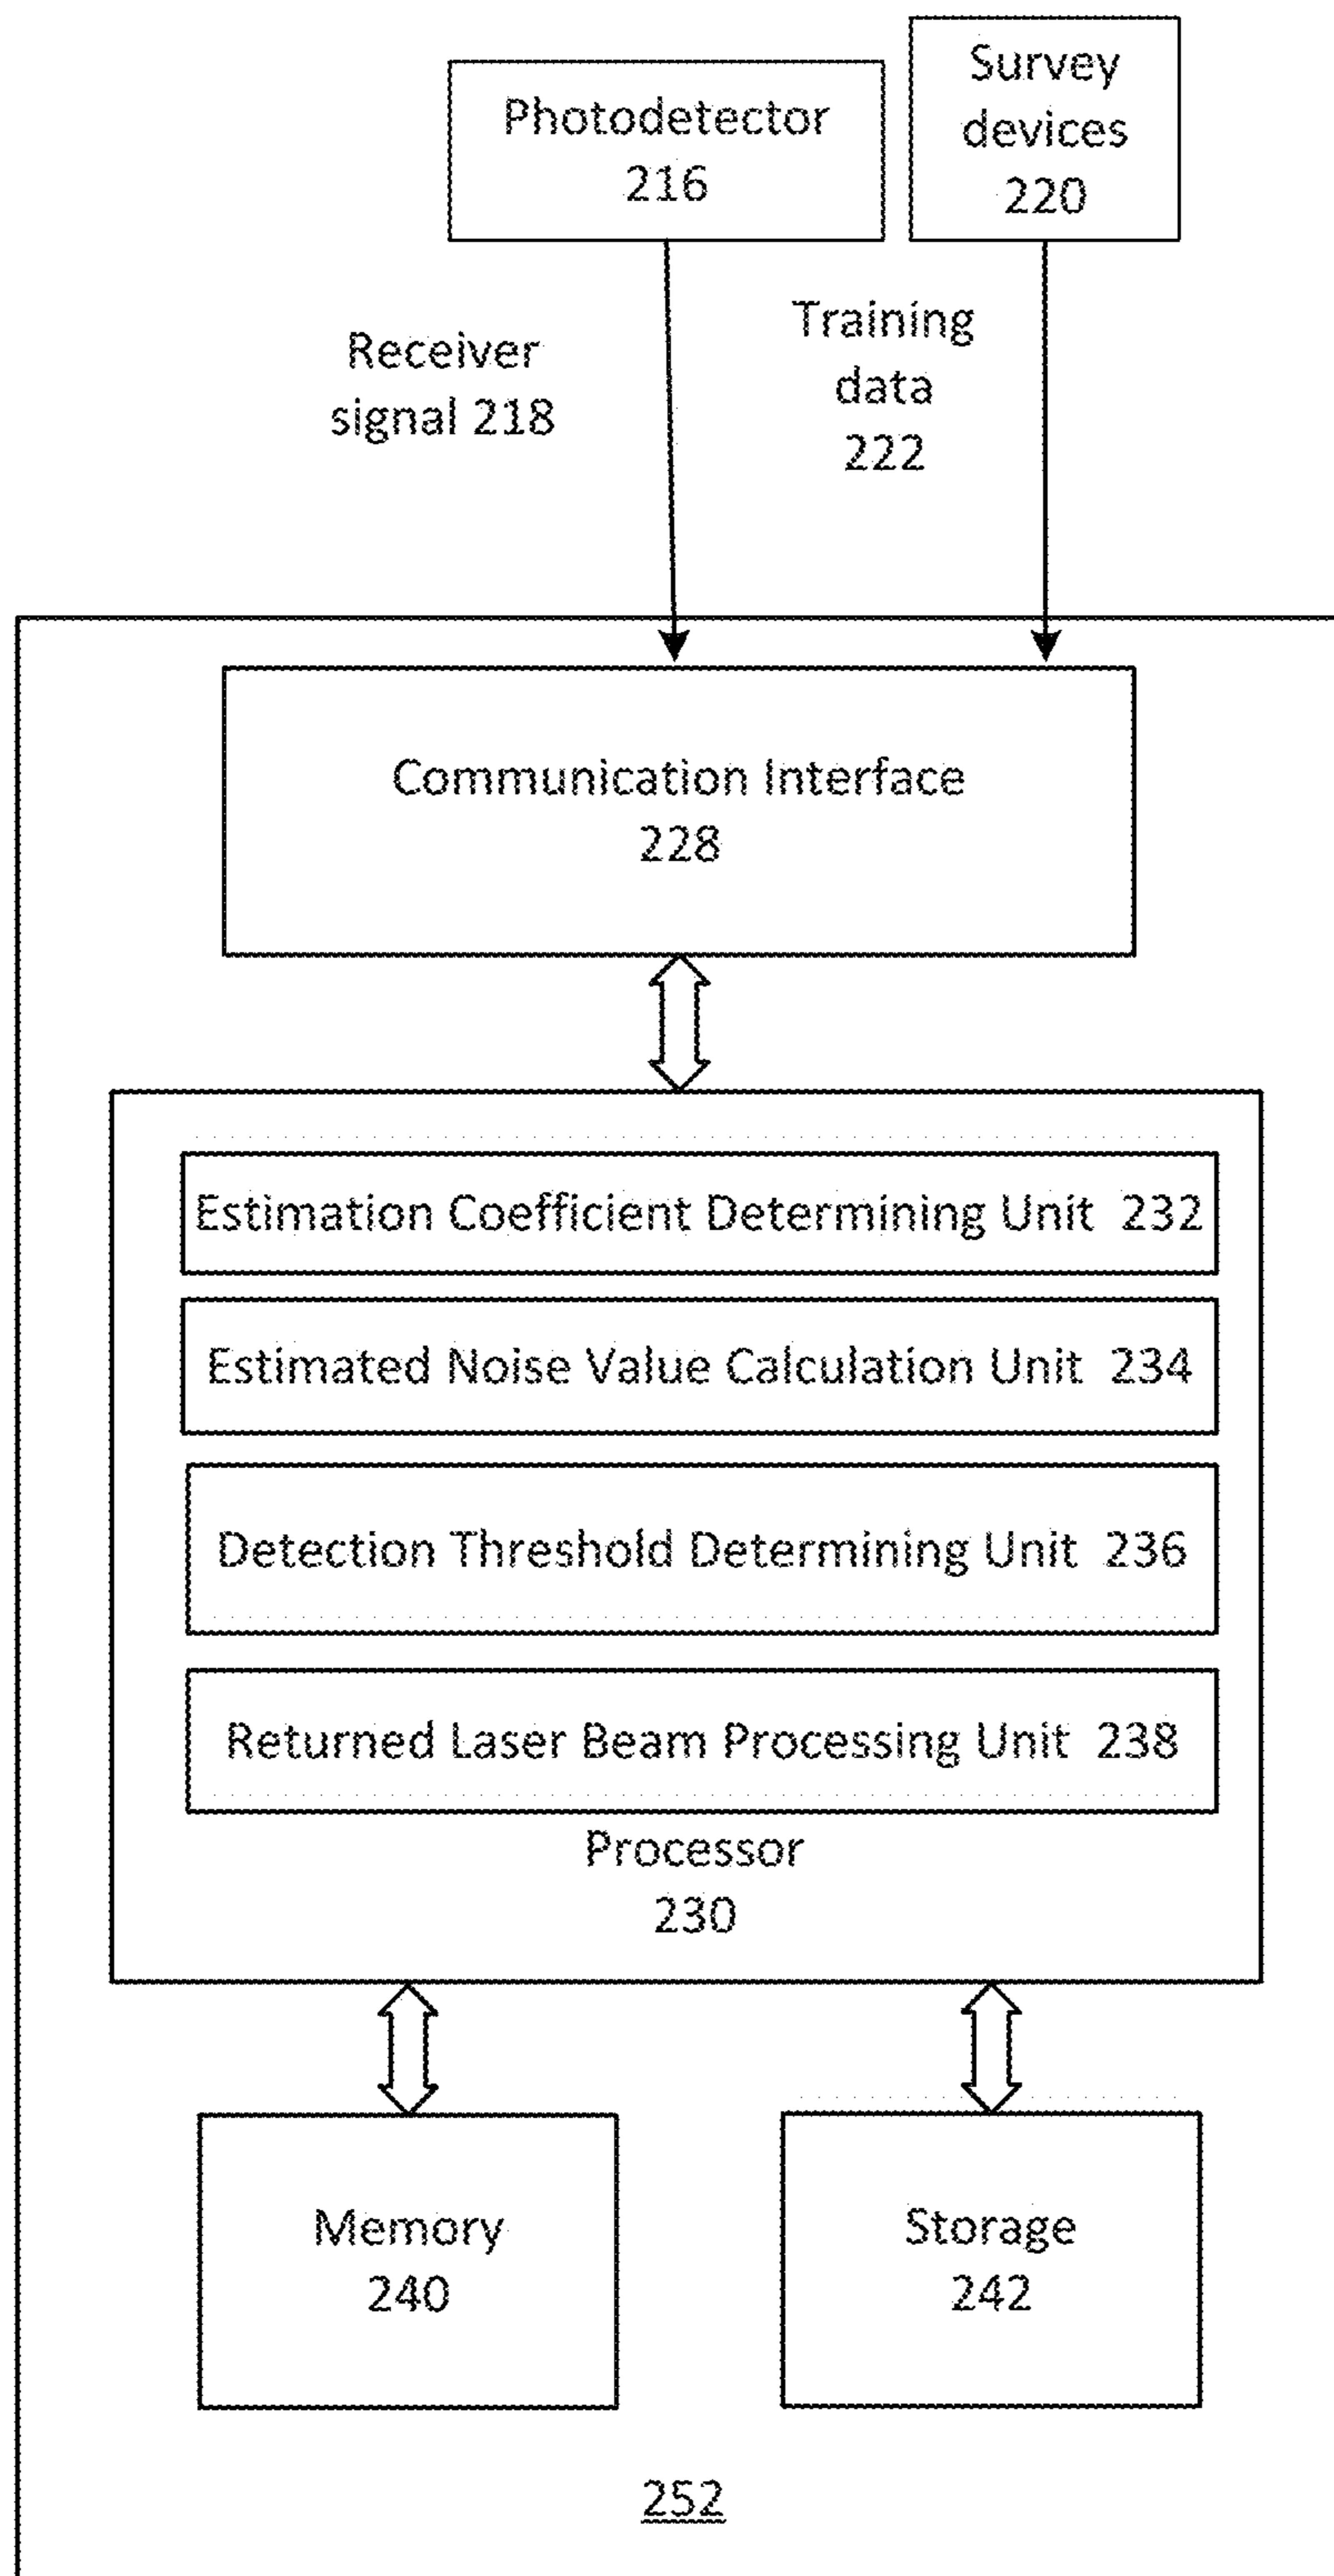 Photodetector
216
Survey
devices
220
Receiver
signal 218
Training
data
222
Communication Interface
228
Estimation Coefficient Determining Unit 232
Estimated Noise Value Calculation Unit 234
Detection Threshold Determining Unit 236
Returned Laser Beam Processing Unit 238
Processor
230
Memory
240
Storage
242
252